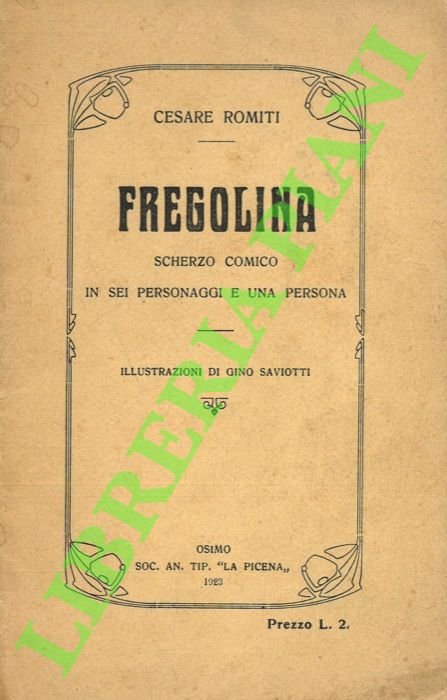 CESARE ROMITI
FREGOLINA
SCHERZO COMICO
IN SEI PERSONAGGI E UNA PERSONA
ILLUSTRAZIONI DI GINO SAVIOTTI
OSIMO
SOC. AN. TIP. "LA PICENA„
1923
Prezzo L. 2.
LIBRERIA PIANI